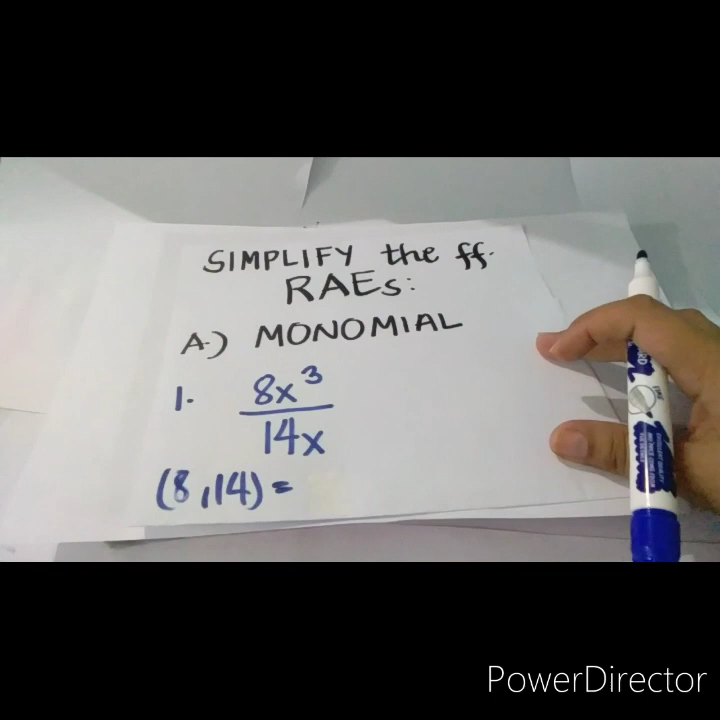 SIMPLIFY the ff.
RAEs:
A.) MONOMIAL
1. 8x³
14x
(8,14) =
PowerDirector